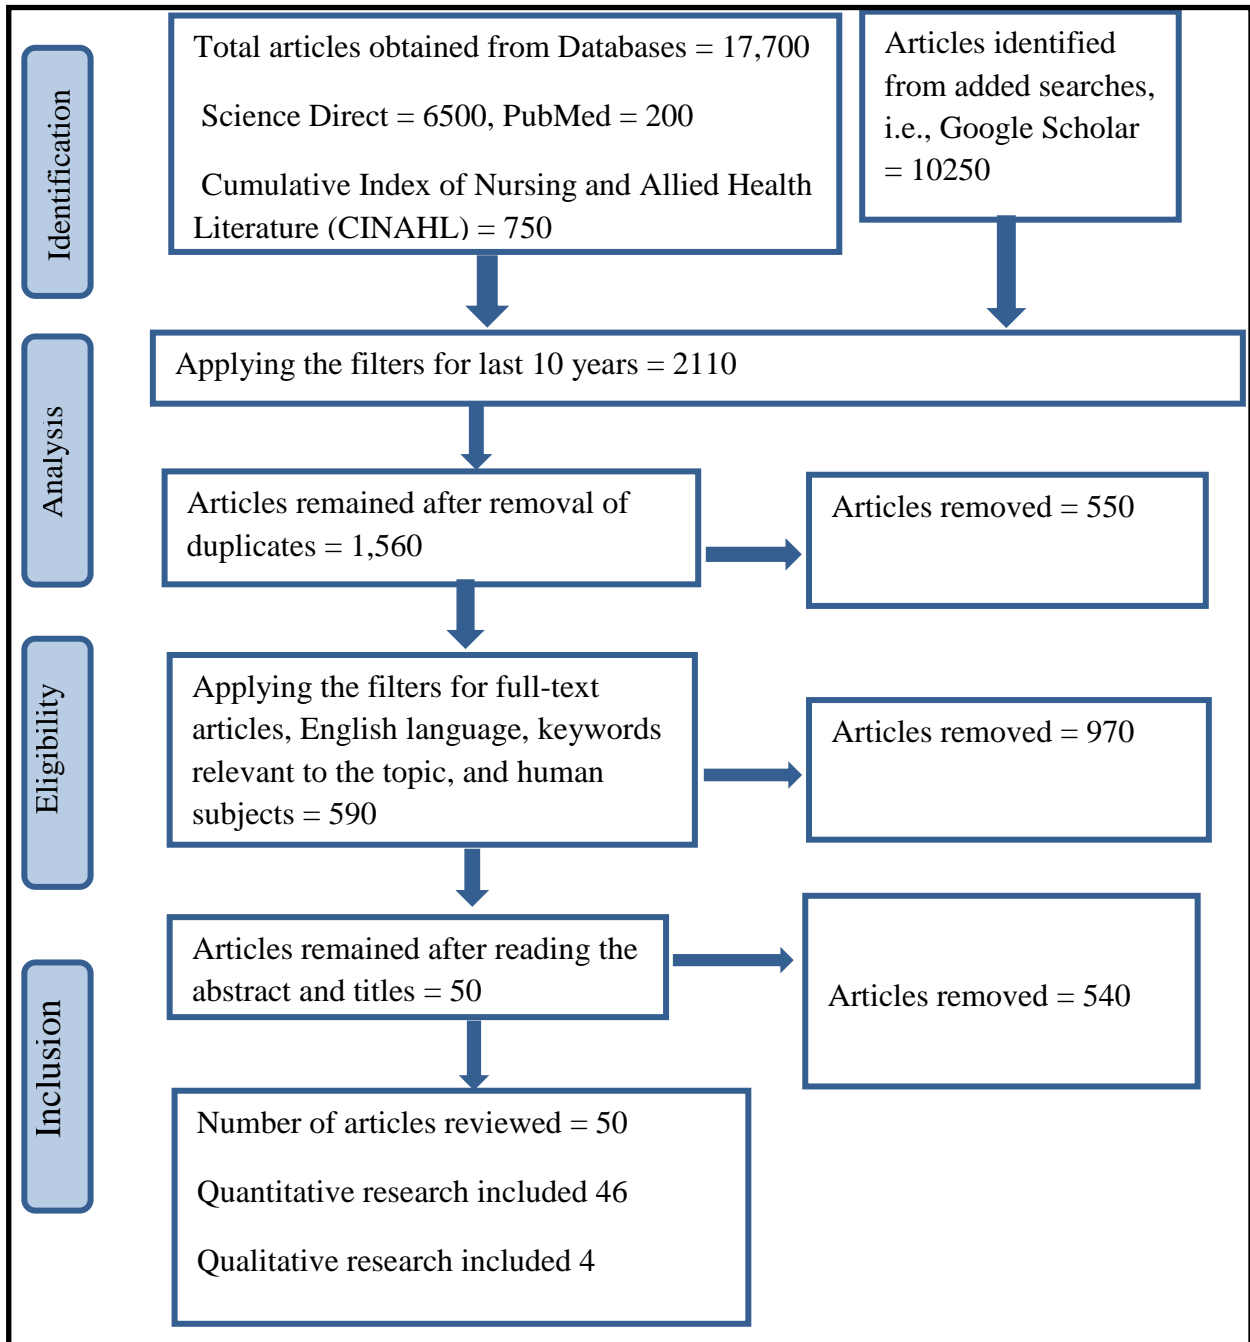 Identification
Total articles obtained from Databases = 17,700
Science Direct = 6500, PubMed = 200
Cumulative Index of Nursing and Allied Health
Literature (CINAHL) = 750
Articles identified
from added searches,
i.e., Google Scholar
= 10250
Analysis
Applying the filters for last 10 years = 2110
Articles remained after removal of
duplicates = 1,560
Articles removed = 550
Eligibility
Applying the filters for full-text
articles, English language, keywords
relevant to the topic, and human
subjects = 590
Articles removed = 970
Inclusion
Articles remained after reading the
abstract and titles = 50
Articles removed = 540
Number of articles reviewed = 50
Quantitative research included 46
Qualitative research included 4